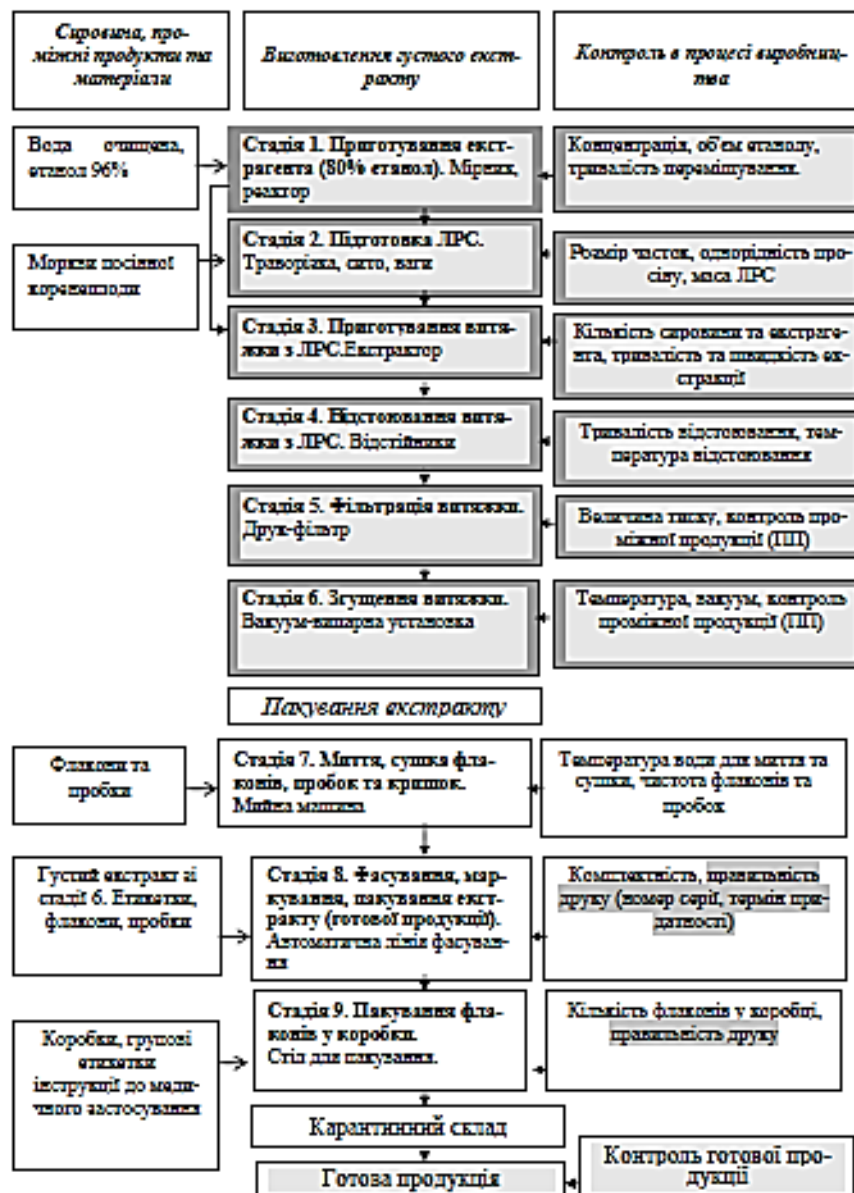 Сировина, про-
міжні продукти та
матеріали
Виготовлення густого екст-
ракту
Контроль в процесі виробниц-
тва
Вода очищена,
етанол 96%
Стадія 1. Приготування екст-
рагента (80% етанол). Мірник,
реактор
Концентрація, об'єм етанолу,
тривалість перемішування.
Моркви посівної
коренеплоди
Стадія 2. Підготовка ЛРС.
Траворізка, сито, ваги
Розмір часток, однорідність про-
сіву, маса ЛРС
Стадія 3. Приготування витя-
жки з ЛРС.Екстрактор
Кількість сировини та екстраге-
нта, тривалість та швидкість ек-
стракції
Стадія 4. Відстоювання витя-
жки з ЛРС. Відстійники
Тривалість відстоювання, тем-
пература відстоювання
Стадія 5. Фільтрація витяжки.
Друк-фільтр
Величина тиску, контроль про-
міжної продукції (ПП)
Стадія 6. Згущення витяжки.
Вакуум-випарна установка
Температура, вакуум, контроль
проміжної продукції (ПП)
Пакування екстракту
Флакони та
пробки
Стадія 7. Миття, сушка фла-
конів, пробок та кришок.
Мийна машина
Температура води для миття та
сушки, чистота флаконів та
пробок
Густий екстракт зі
стадії 6. Етикетки,
флакони, пробки
Стадія 8. Фасування, мар-
кування, пакування екст-
ракту (готової продукції).
Автоматична лінія фасуван-
ня
Комплектність, правильність
друку (номер серії, термін при-
датності)
Коробки, групові
етикетки
інструкції до меди-
чного застосування
Стадія 9. Пакування фла-
конів у коробки.
Стіл для пакування.
Кількість флаконів у коробці,
правильність друку
Карантинний склад
Готова продукція
Контроль готової про-
дукції